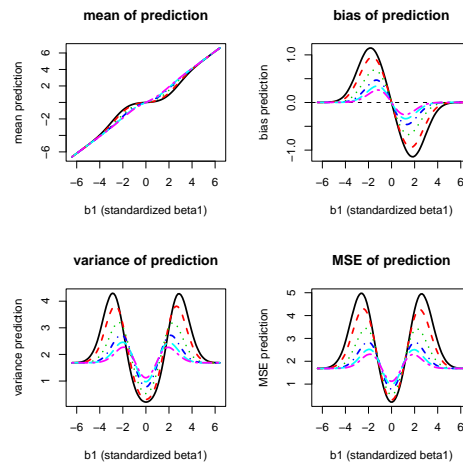 mean of prediction
mean prediction
6
4
2
0
−2
−6
−6 −4 −2 0 2 4 6
b1 (standardized beta1)
bias of prediction
bias prediction
1.0
0.0
−1.0
−6 −4 −2 0 2 4 6
b1 (standardized beta1)
variance of prediction
variance prediction
4
3
2
1
−6 −4 −2 0 2 4 6
b1 (standardized beta1)
MSE of prediction
MSE prediction
5
4
3
2
1
−6 −4 −2 0 2 4 6
b1 (standardized beta1)